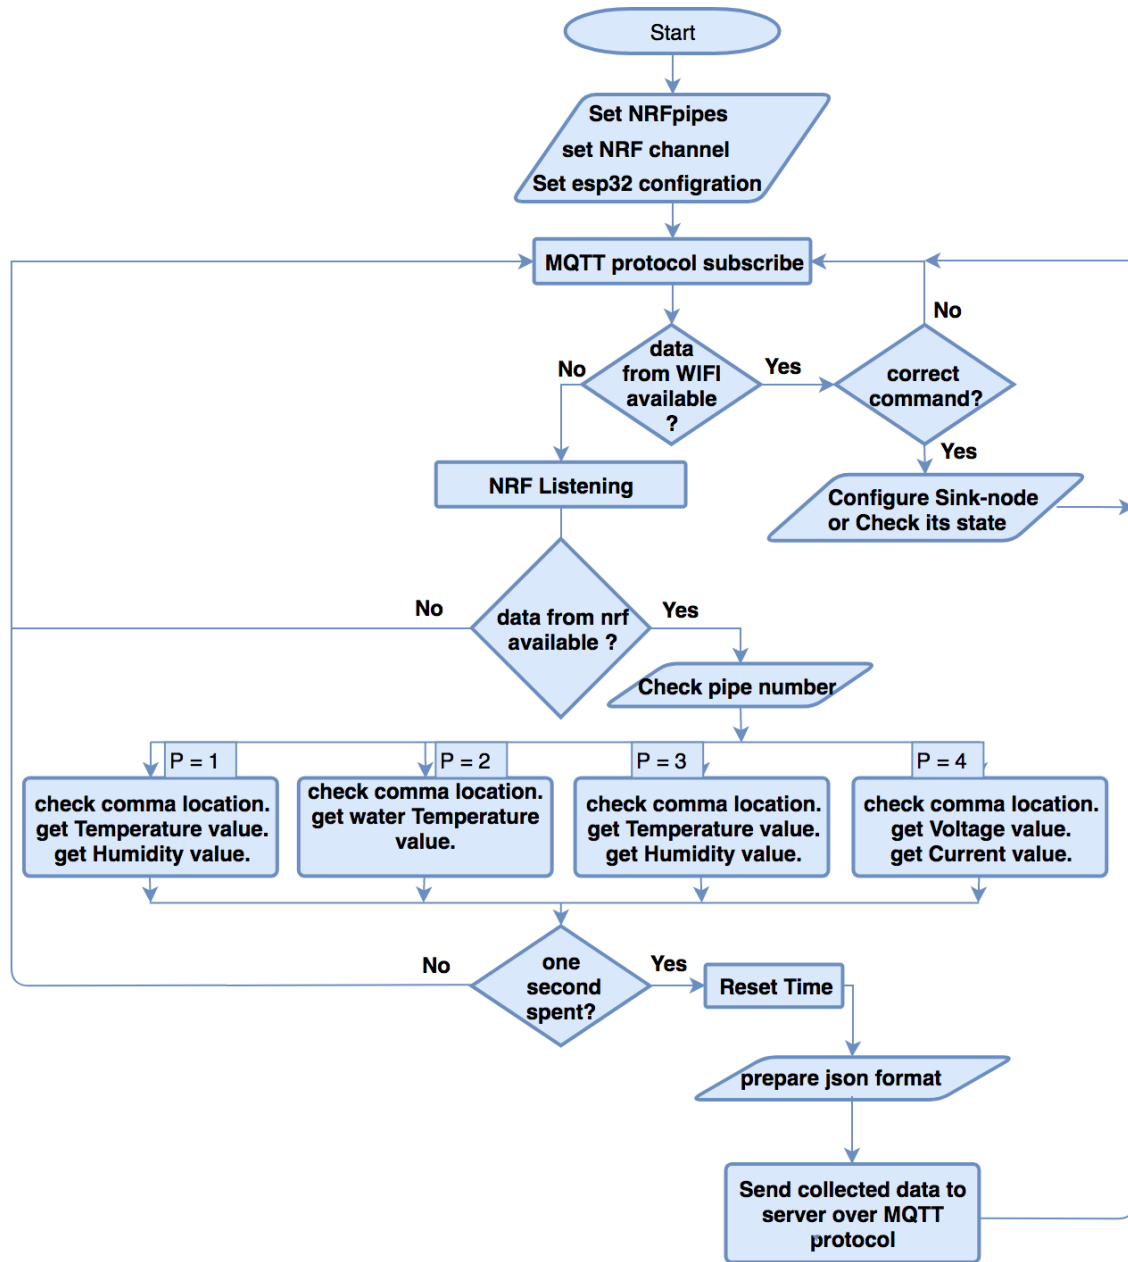 Start
Set NRFpipes
set NRF channel
Set esp32 configration
MQTT protocol subscribe
No
data
from WIFI
available
?
No
Yes
correct
command?
Yes
NRF Listening
Configure Sink-node
or Check its state
No
data from nrf
available ?
Yes
Check pipe number
P = 1
P = 2
P = 3
P = 4
check comma location.
get Temperature value.
get Humidity value.
check comma location.
get water Temperature
value.
check comma location.
get Temperature value.
get Humidity value.
check comma location.
get Voltage value.
get Current value.
No
one
second
spent?
Yes
Reset Time
prepare json format
Send collected data to
server over MQTT
protocol